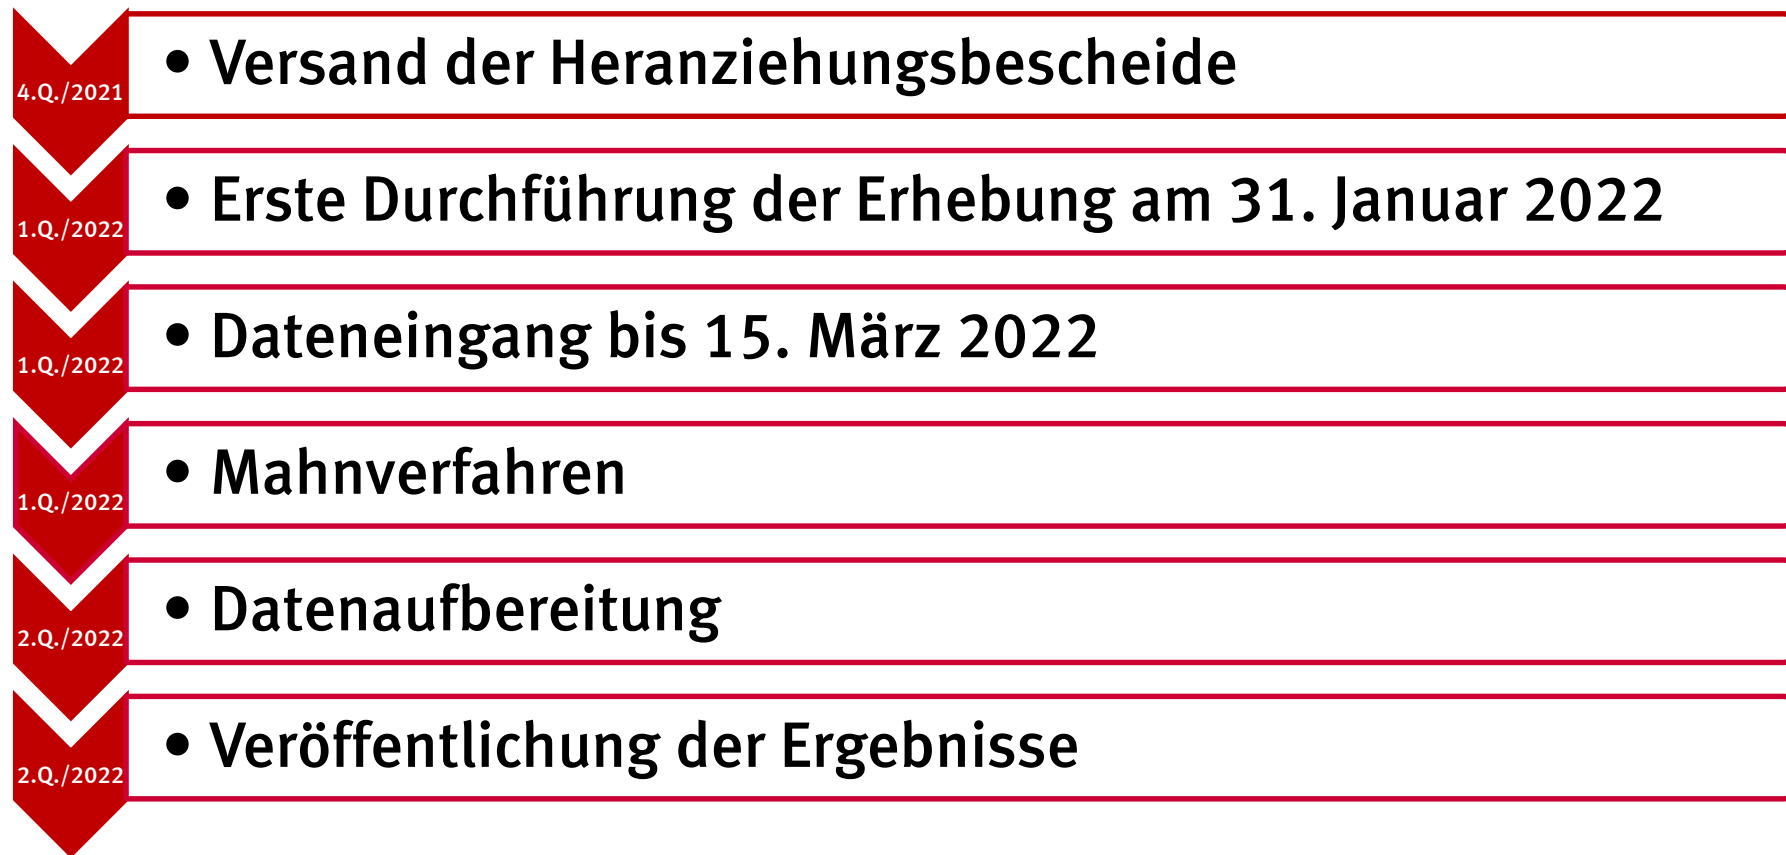 4.Q./2021
• Versand der Heranziehungsbescheide
1.Q./2022
• Erste Durchführung der Erhebung am 31. Januar 2022
1.Q./2022
• Dateneingang bis 15. März 2022
1.Q./2022
• Mahnverfahren
2.Q./2022
• Datenaufbereitung
2.Q./2022
• Veröffentlichung der Ergebnisse